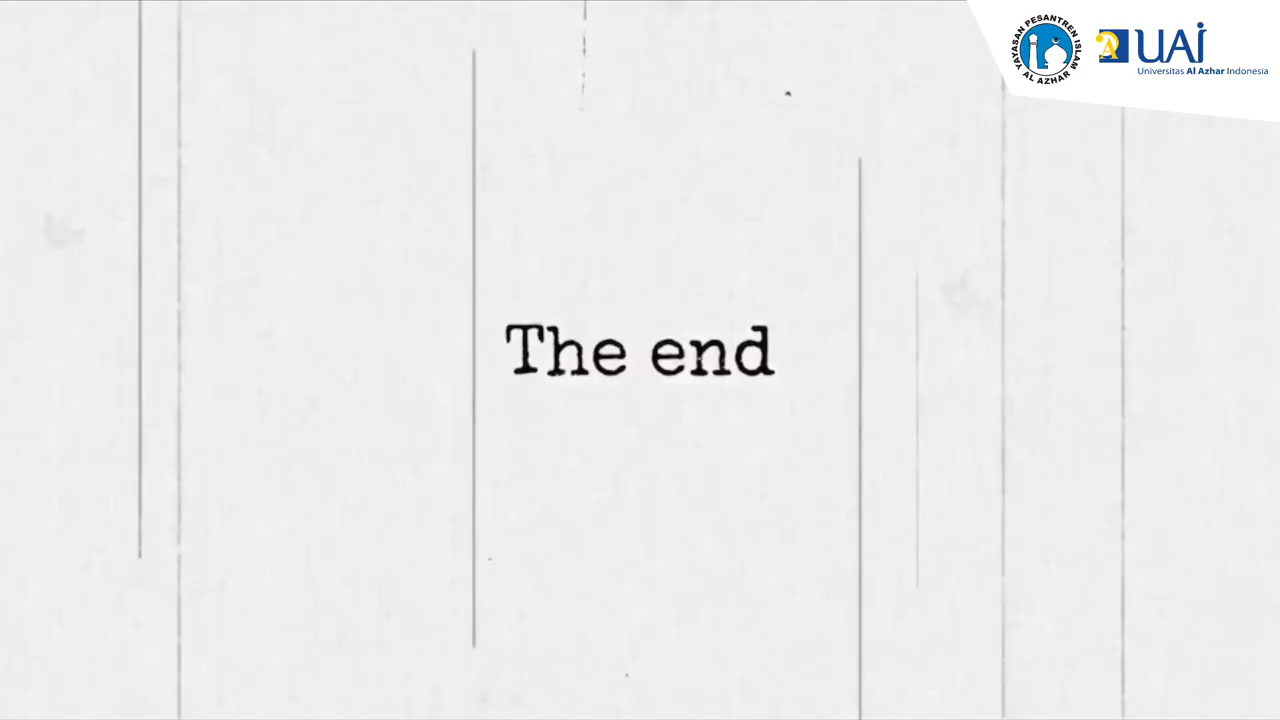 YAYASAN PESANTREN ISLAM
AL AZHAR
UAI
Universitas Al Azhar Indonesia
The end